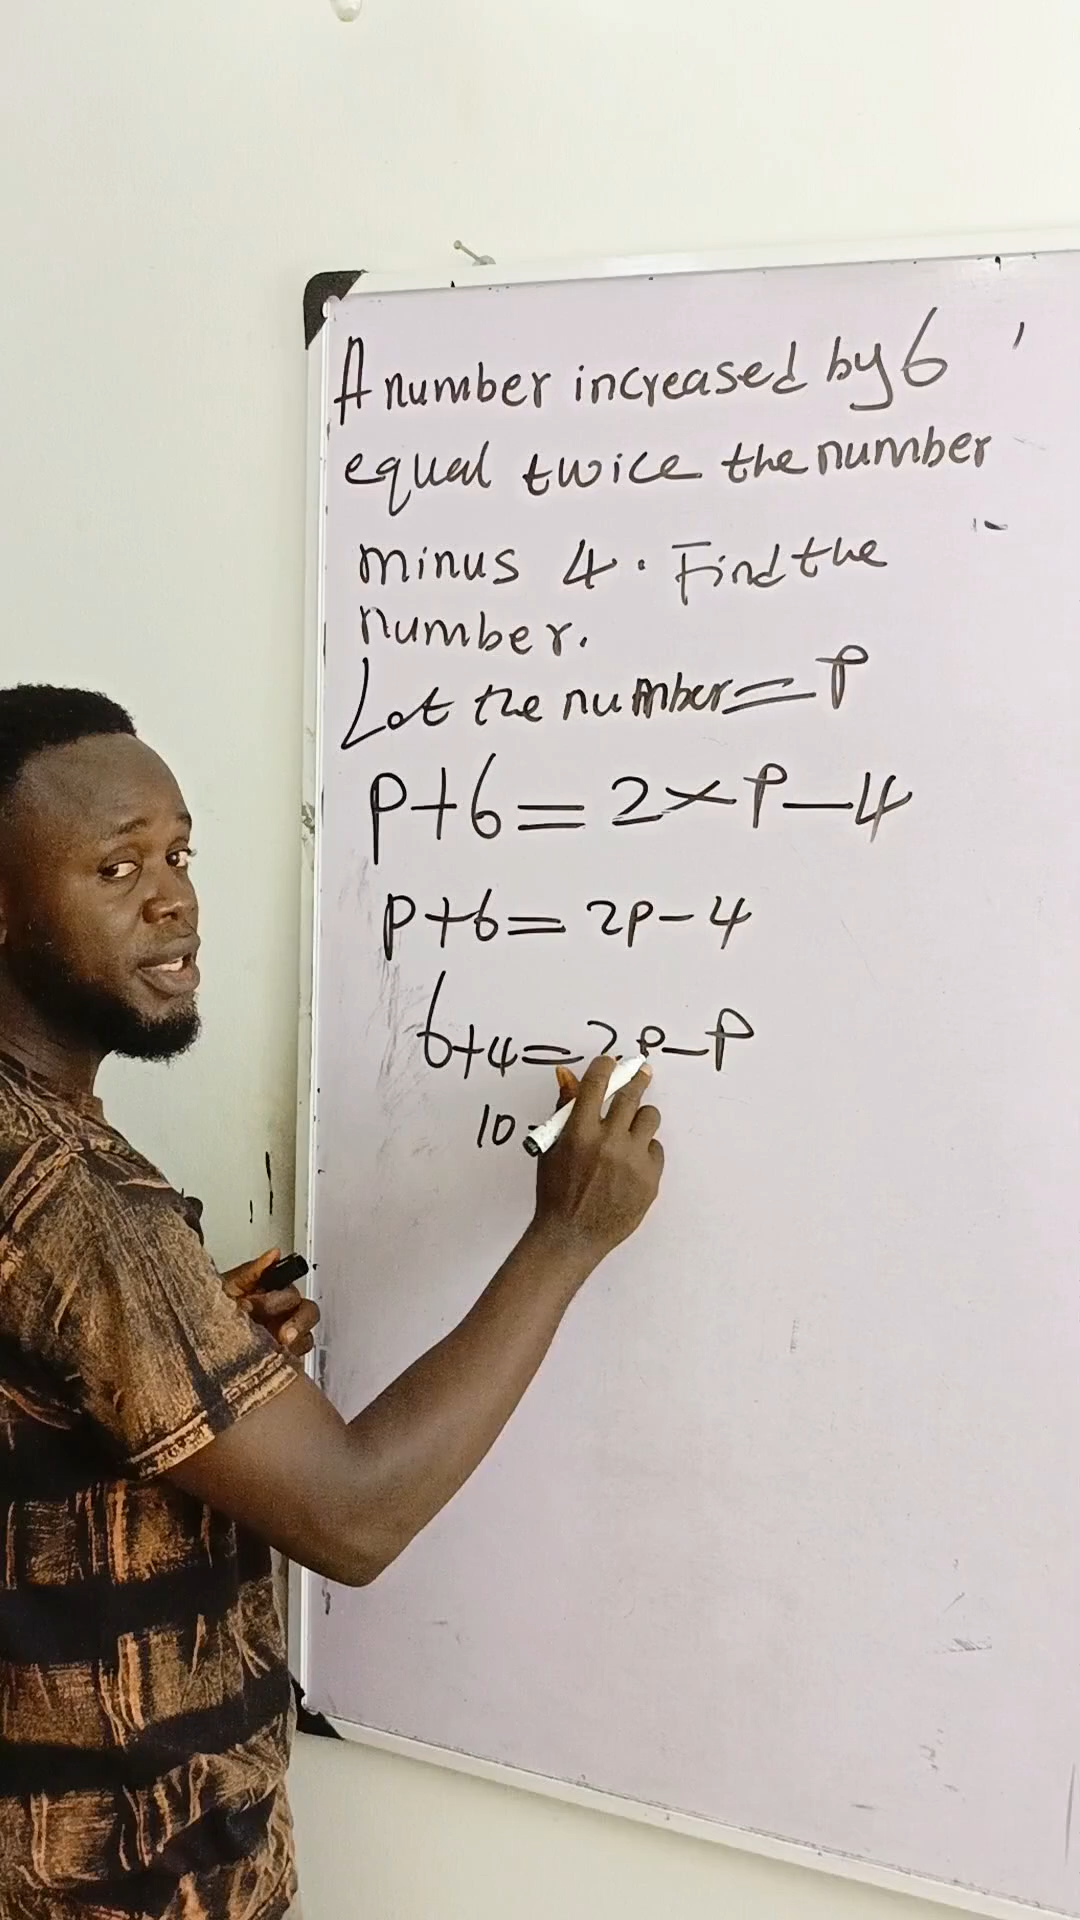 A number increased by 6
equal twice the number
minus 4. Find the
number.
Let the number = P
P+6 = 2×P-4
P+6 = 2P-4
6+4 = 2P-P
10